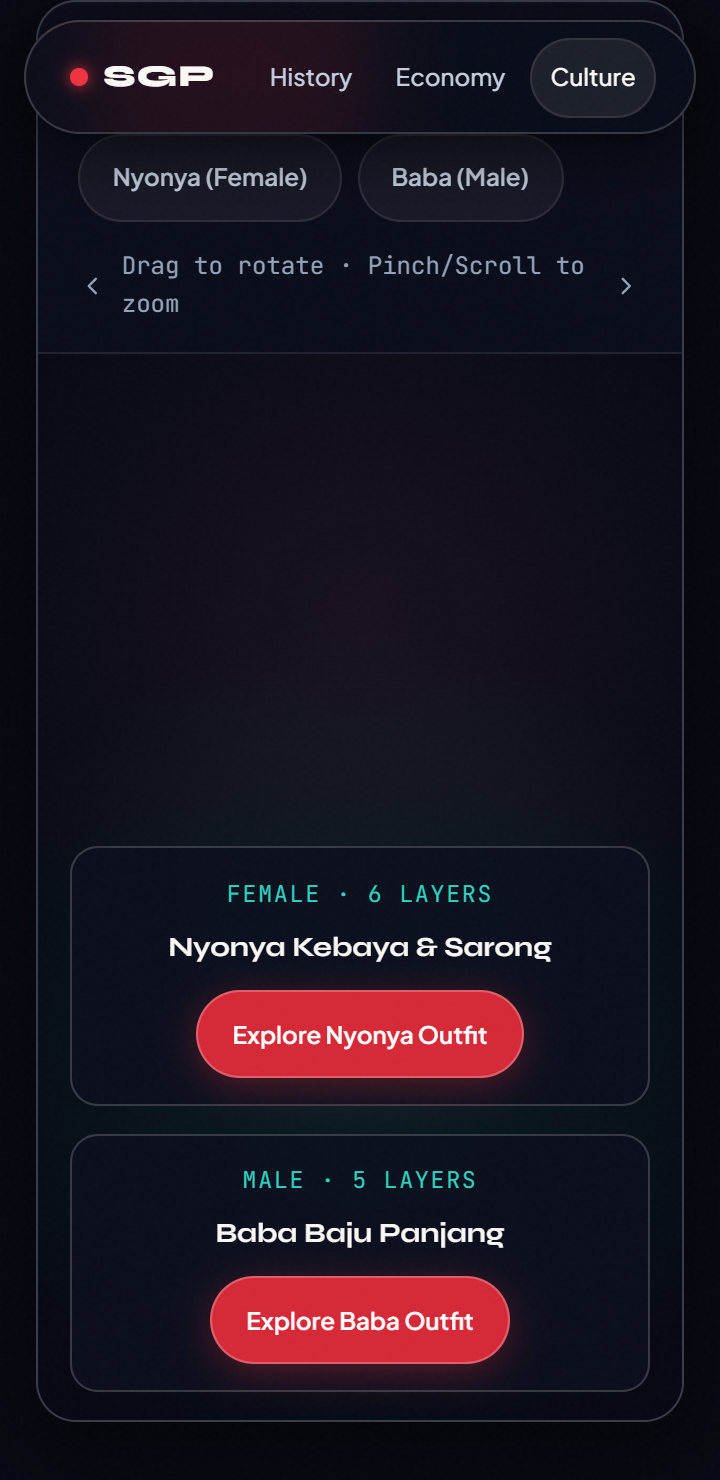 SGP
History
Economy
Culture
Nyonya (Female)
Baba (Male)
Drag to rotate · Pinch/Scroll to
zoom
FEMALE · 6 LAYERS
Nyonya Kebaya & Sarong
Explore Nyonya Outfit
MALE · 5 LAYERS
Baba Baju Panjang
Explore Baba Outfit